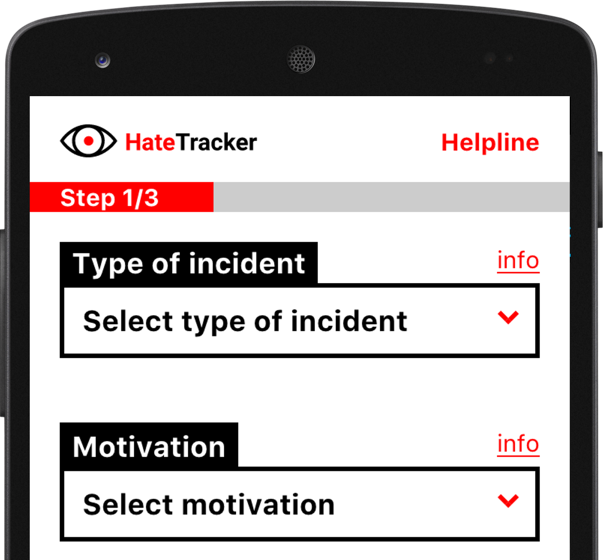 HateTracker
Helpline
Step 1/3
Type of incident
info
Select type of incident
Motivation
info
Select motivation